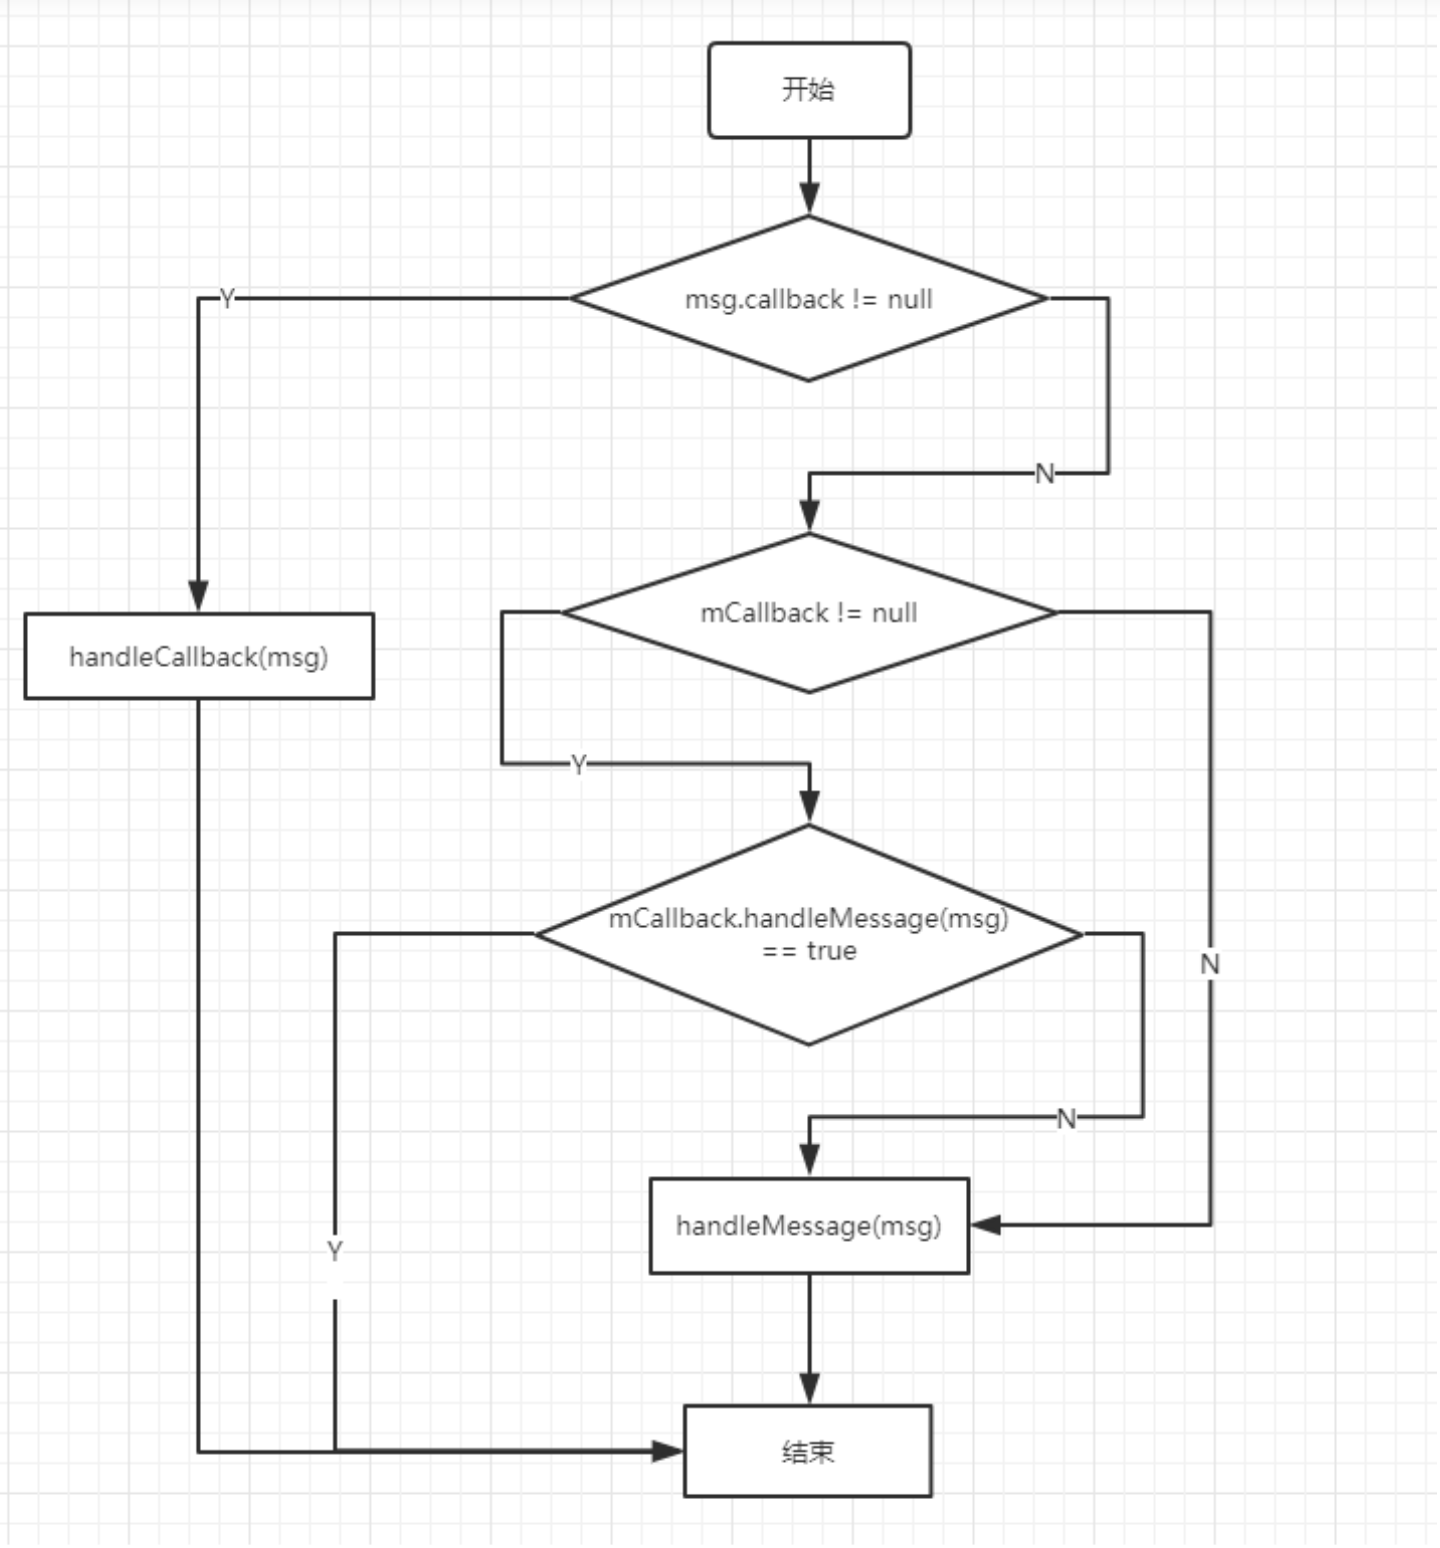 开始
msg.callback != null
Y
N
mCallback != null
handleCallback(msg)
Y
mCallback.handleMessage(msg)
== true
N
N
handleMessage(msg)
Y
结束